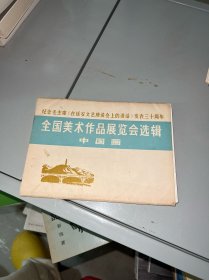 纪念毛主席《在延安文艺座谈会上的讲话》发表三十周年
全国美术作品展览会选辑
中国画